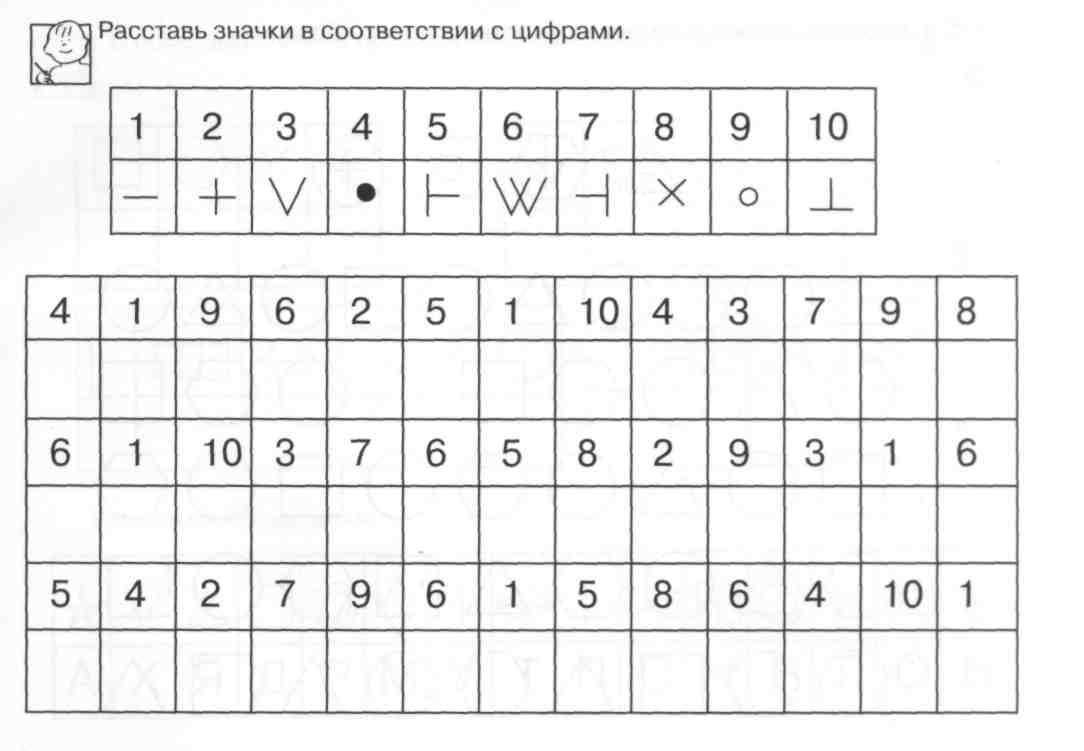 Расставь значки в соответствии с цифрами.
1 2 3 4 5 6 7 8 9 10
4 1 9 6 2 5 1 10 4 3 7 9 8
6 1 10 3 7 6 5 8 2 9 3 1 6
5 4 2 7 9 6 1 5 8 6 4 10 1